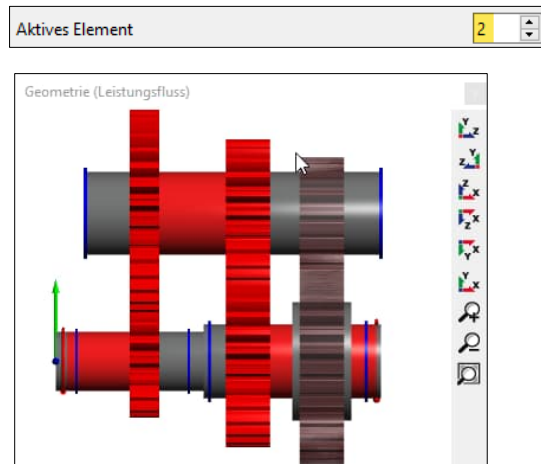 Aktives Element 2
Geometrie (Leistungsfluss)
Y Z
Z Y
Z X
Z X
Y X
Y X